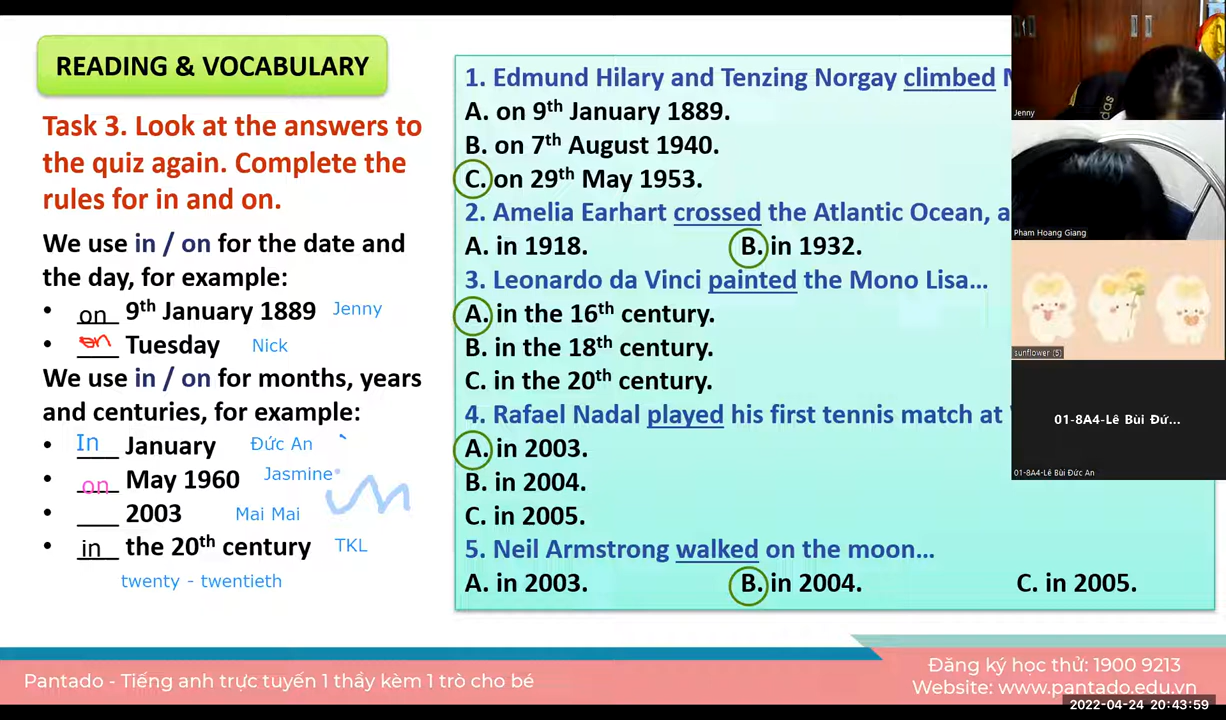 READING & VOCABULARY
Task 3. Look at the answers to
the quiz again. Complete the
rules for in and on.
We use in / on for the date and
the day, for example:
• on 9th January 1889 Jenny
• on Tuesday Nick
We use in / on for months, years
and centuries, for example:
• In January Đức An
• on May 1960 Jasmine
• ____ 2003 Mai Mai
• in the 20th century TKL
twenty - twentieth
1. Edmund Hilary and Tenzing Norgay climbed
A. on 9th January 1889.
B. on 7th August 1940.
C. on 29th May 1953.
2. Amelia Earhart crossed the Atlantic Ocean, a
A. in 1918. B. in 1932.
3. Leonardo da Vinci painted the Mono Lisa...
A. in the 16th century.
B. in the 18th century.
C. in the 20th century.
4. Rafael Nadal played his first tennis match at
A. in 2003.
B. in 2004.
C. in 2005.
5. Neil Armstrong walked on the moon...
A. in 2003. B. in 2004. C. in 2005.
das
Jenny
Pham Hoang Giang
sunflower (5)
01-8A4-Lê Bùi Đứ...
01-8A4-Lê Bùi Đức An
Pantado - Tiếng anh trực tuyến 1 thầy kèm 1 trò cho bé
Đăng ký học thử: 1900 9213
Website: www.pantado.edu.vn
2022-04-24 20:43:59